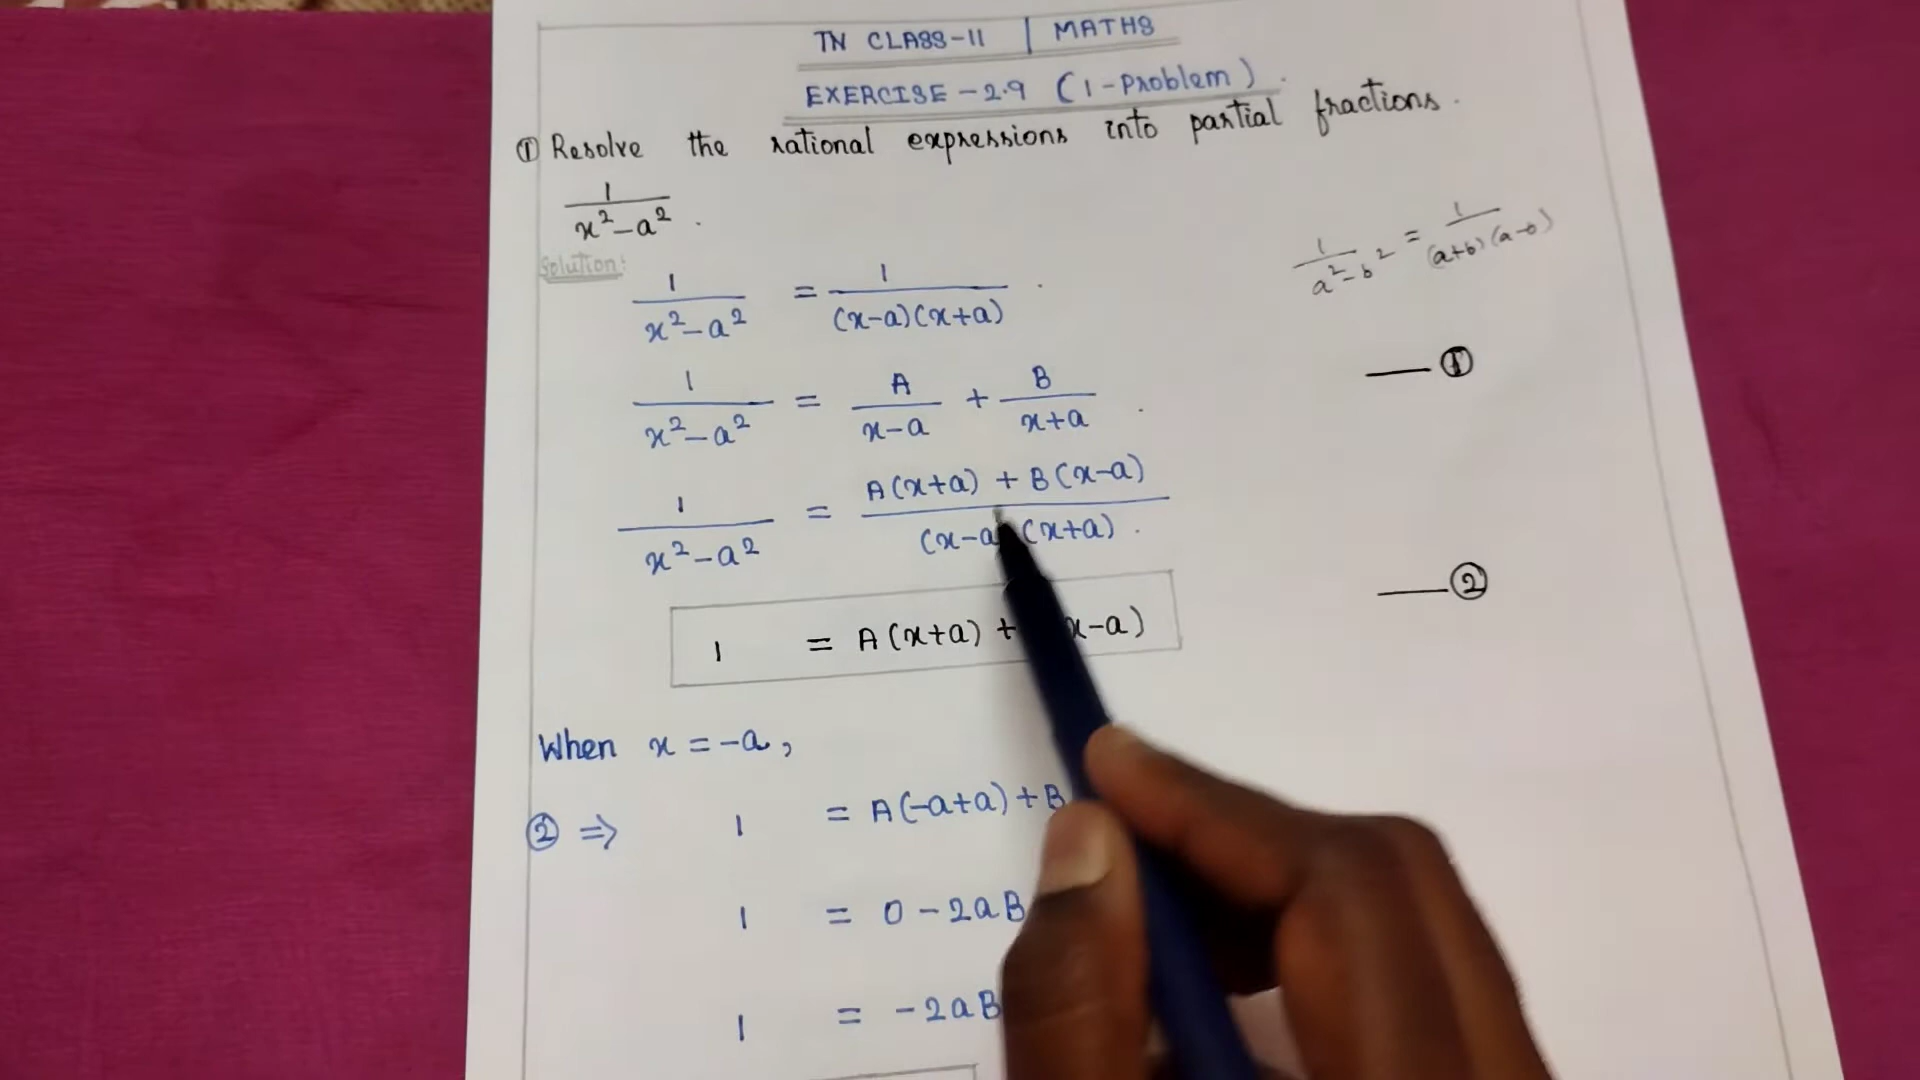 TN CLASS-11 | MATHS
EXERCISE - 2.9 (1-Problem).
① Resolve the rational expressions into partial fractions.
1/(x²-a²).
Solution:
1/(x²-a²) = 1/((x-a)(x+a)).
1/(a²-b²) = 1/((a+b)(a-b))
1/(x²-a²) = A/(x-a) + B/(x+a). —①
1/(x²-a²) = (A(x+a) + B(x-a))/((x-a)(x+a)).
1 = A(x+a) + x-a) —②
When x = -a,
② ⇒ 1 = A(-a+a) + B
1 = 0 - 2aB
1 = -2aB